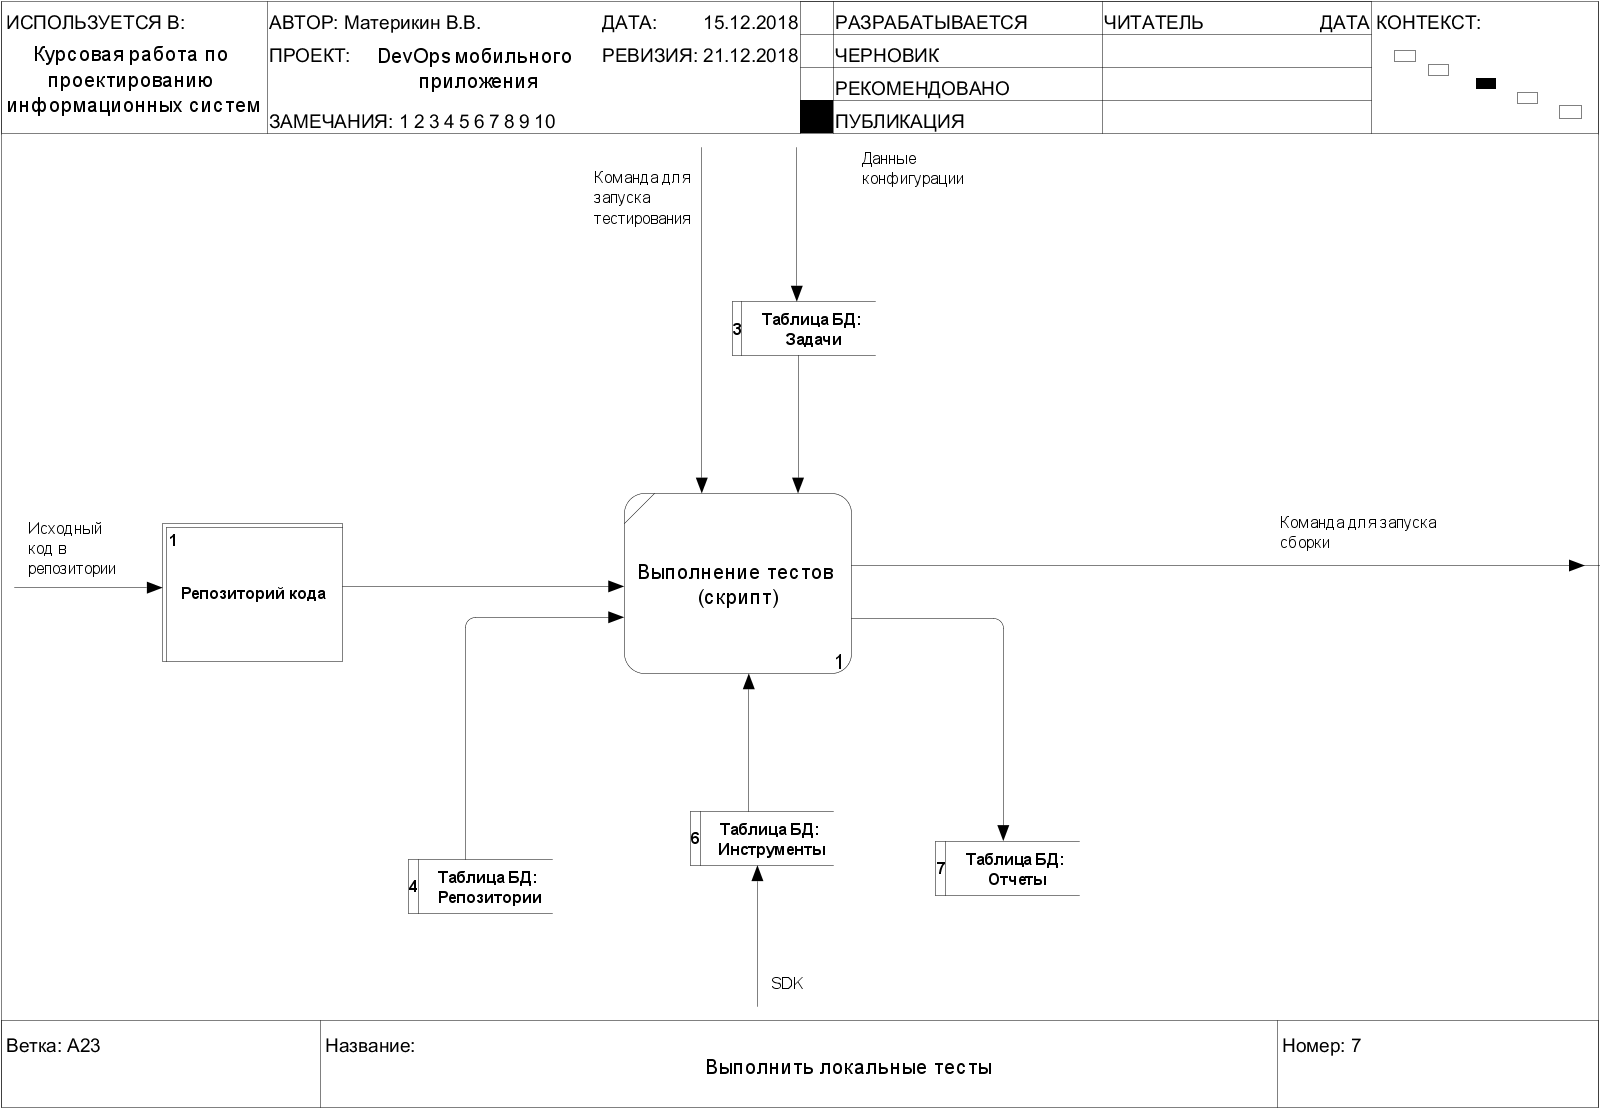 ИСПОЛЬЗУЕТСЯ В:
Курсовая работа по
проектированию
информационных систем
АВТОР: Материкин В.В.
ДАТА: 15.12.2018
ПРОЕКТ: DevOps мобильного
приложения
РЕВИЗИЯ: 21.12.2018
ЗАМЕЧАНИЯ: 1 2 3 4 5 6 7 8 9 10
РАЗРАБАТЫВАЕТСЯ
ЧЕРНОВИК
РЕКОМЕНДОВАНО
ПУБЛИКАЦИЯ
ЧИТАТЕЛЬ ДАТА
КОНТЕКСТ:
Команда для
запуска
тестирования
Данные
конфигурации
3
Таблица БД:
Задачи
Исходный
код в
репозитории
1
Репозиторий кода
Выполнение тестов
(скрипт)
1
Команда для запуска
сборки
4
Таблица БД:
Репозитории
6
Таблица БД:
Инструменты
7
Таблица БД:
Отчеты
SDK
Ветка: A23
Название:
Выполнить локальные тесты
Номер: 7